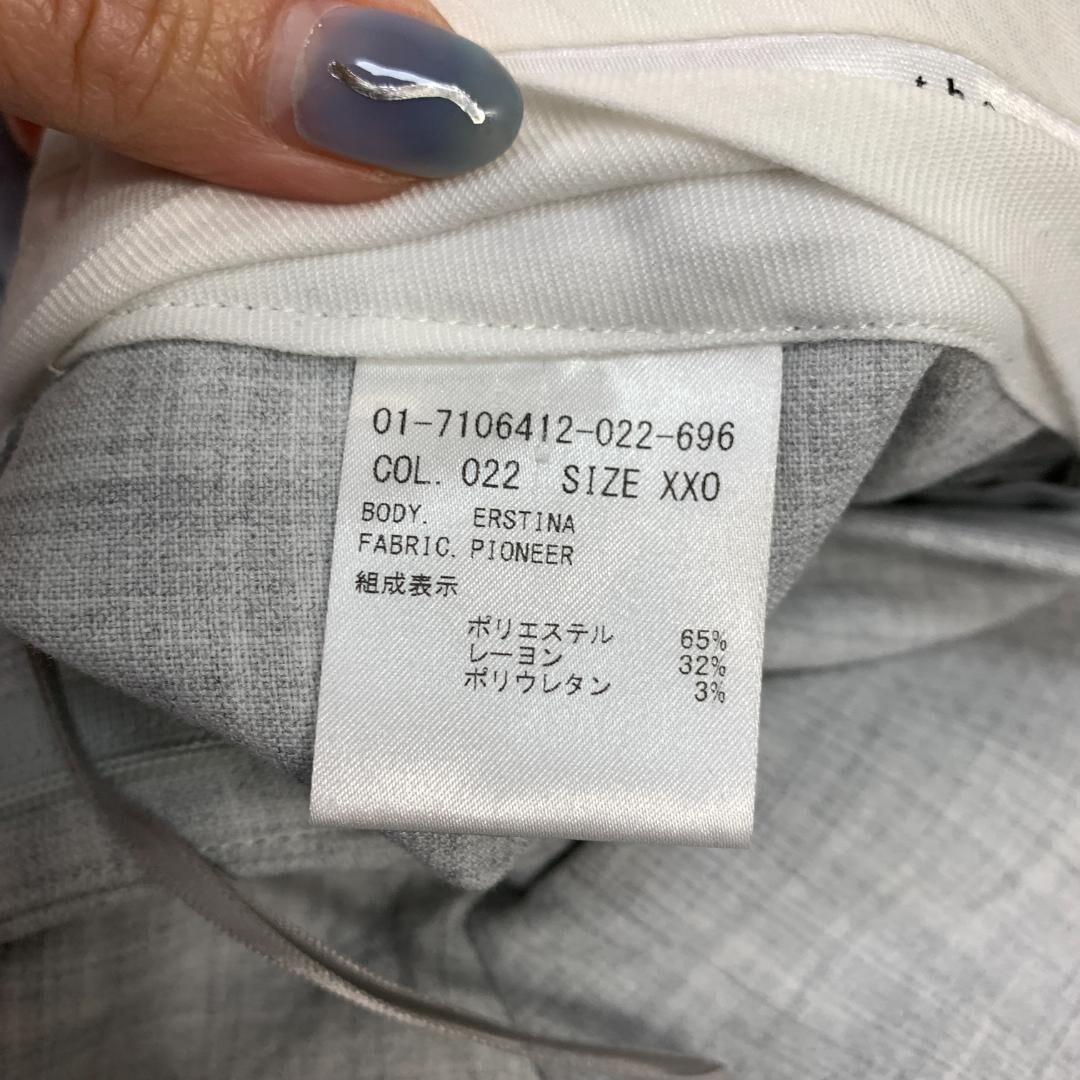 01-7106412-022-696
COL. 022 SIZE XXO
BODY. ERSTINA
FABRIC. PIONEER
組成表示
ポリエステル 65%
レーヨン 32%
ポリウレタン 3%